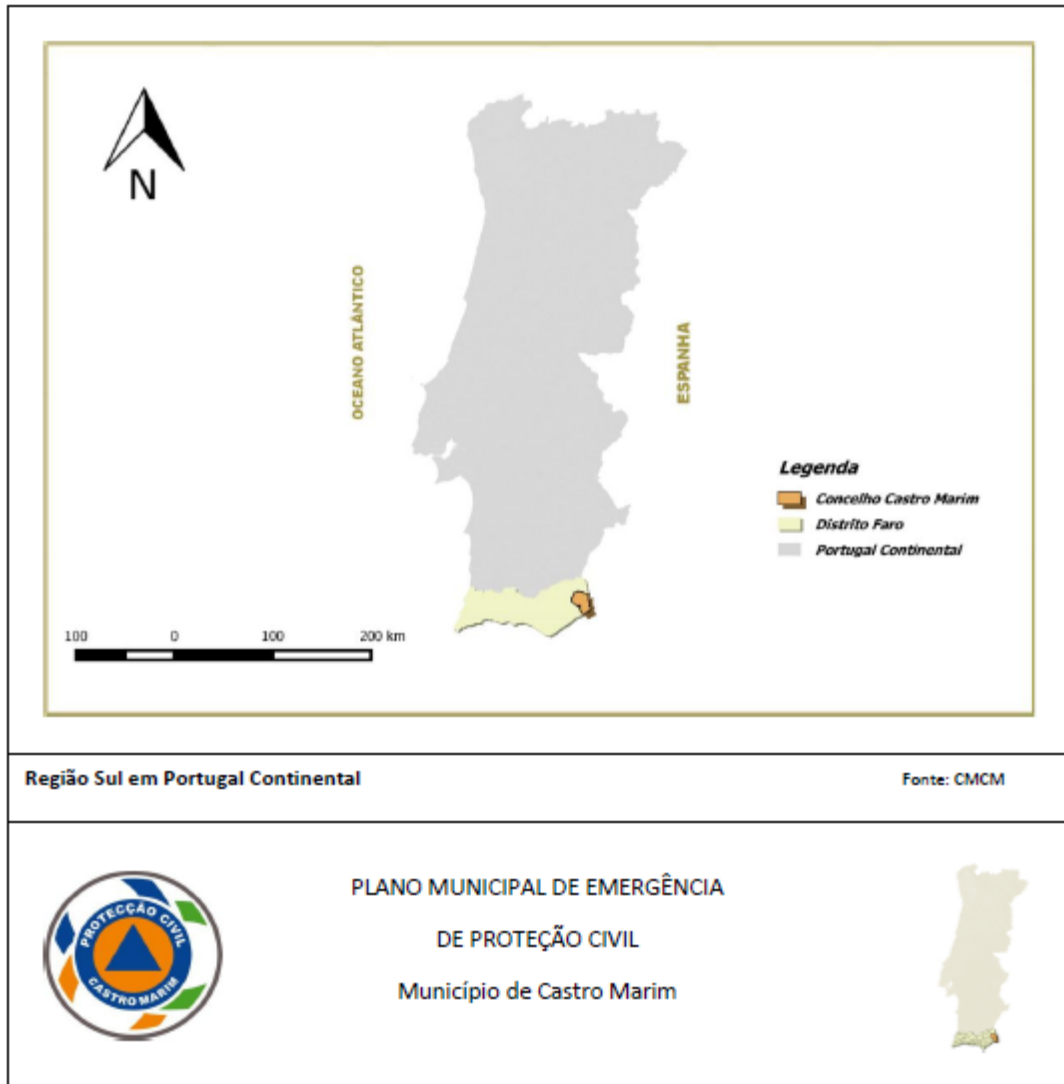 N
OCEANO ATLÂNTICO
ESPANHA
Legenda
Concelho Castro Marim
Distrito Faro
Portugal Continental
100 0 100 200 km
Região Sul em Portugal Continental Fonte: CMCM
PROTECÇÃO CIVIL
CASTRO MARIM
PLANO MUNICIPAL DE EMERGÊNCIA
DE PROTEÇÃO CIVIL
Município de Castro Marim